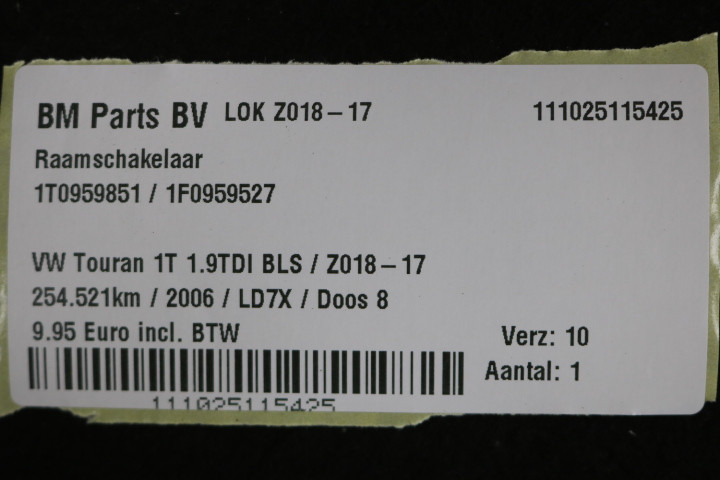 BM Parts BV LOK Z018-17 111025115425
Raamschakelaar
1T0959851 / 1F0959527
VW Touran 1T 1.9TDI BLS / Z018-17
254.521km / 2006 / LD7X / Doos 8
9.95 Euro incl. BTW Verz: 10
Aantal: 1
111025115425